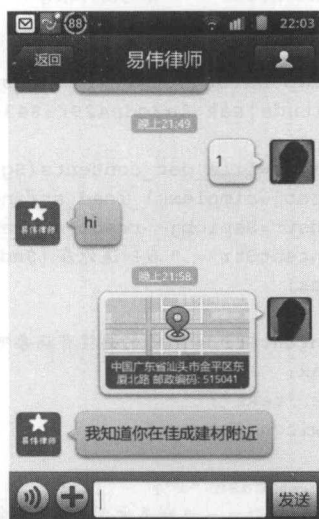 88
22:03
返回
易伟律师
晚上21:49
1
易伟律师
hi
晚上21:58
中国广东省汕头市金平区东
厦北路 邮政编码: 515041
易伟律师
我知道你在佳成建材附近
发送